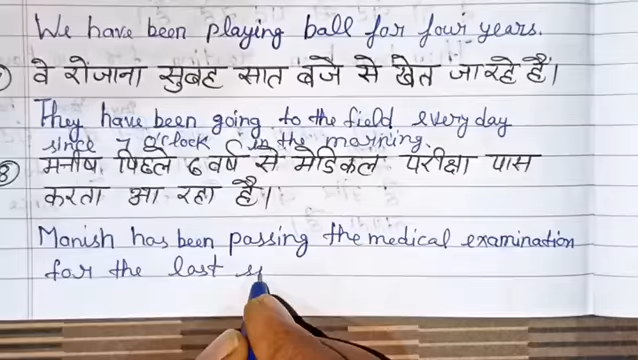 We have been playing ball for four years.
वे रोजाना सुबह सात बजे से खेत जा रहे हैं।
They have been going to the field everyday
since 7 o'clock in the morning.
8 मनीष पिछले 6 वर्ष से मेडिकल परीक्षा पास
करता आ रहा है।
Manish has been passing the medical examination
for the last